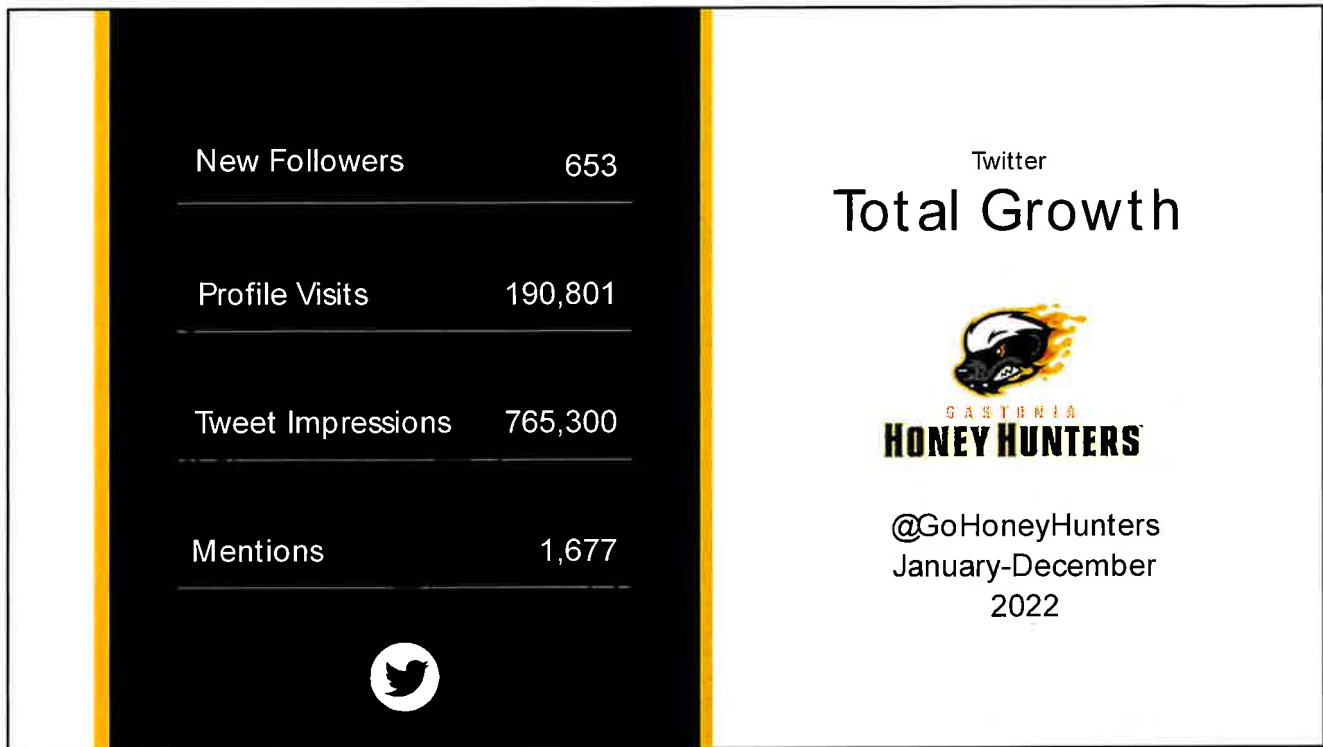 New Followers 653
Profile Visits 190,801
Tweet Impressions 765,300
Mentions 1,677
Twitter
Total Growth
GASTONIA
HONEY HUNTERS
@GoHoneyHunters
January-December
2022